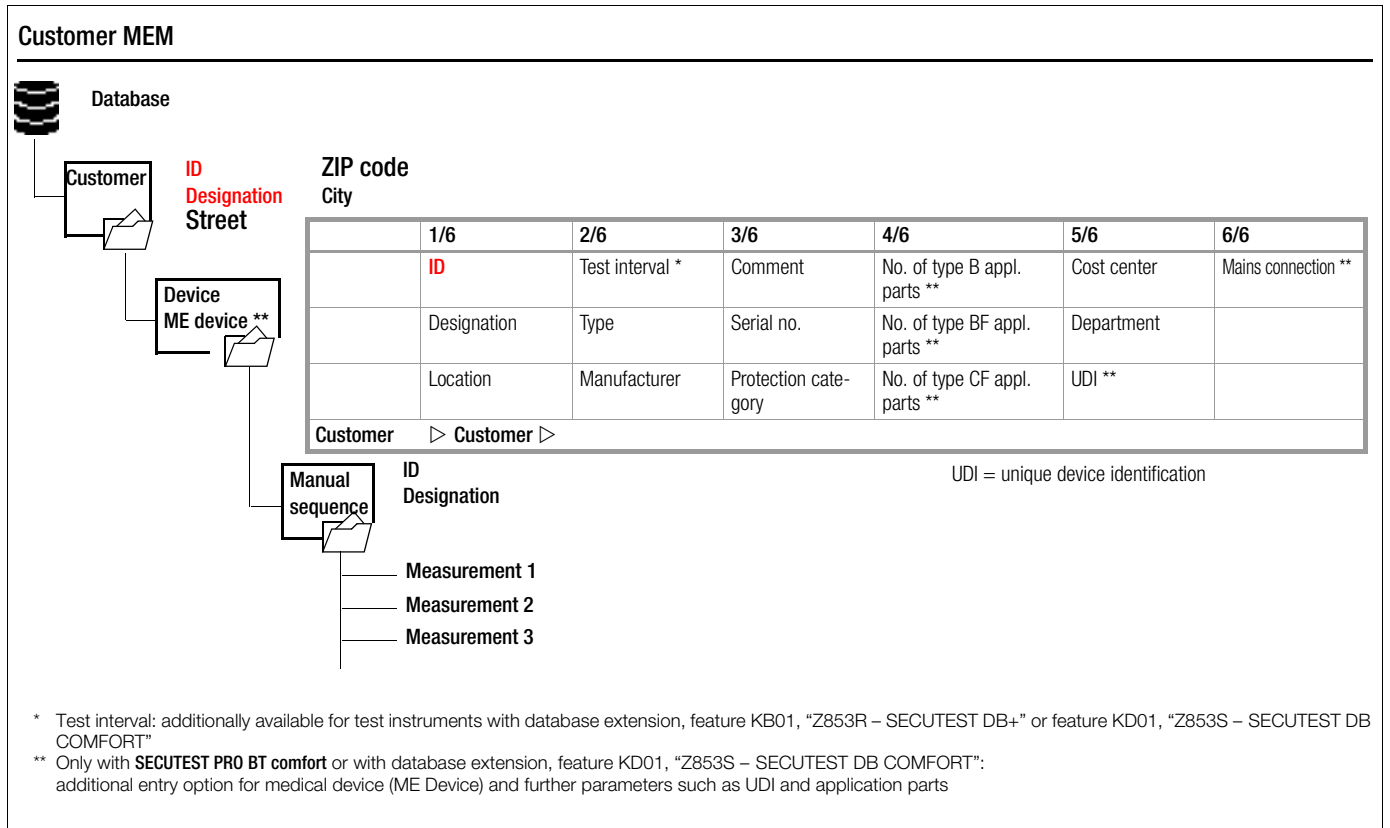 Customer MEM
Database
Customer
ID
Designation
Street
ZIP code
City
1/6 2/6 3/6 4/6 5/6 6/6
ID Test interval * Comment No. of type B appl. parts ** Cost center Mains connection **
Designation Type Serial no. No. of type BF appl. parts ** Department
Location Manufacturer Protection cate-gory No. of type CF appl. parts ** UDI **
Customer ▷ Customer ▷
Device
ME device **
UDI = unique device identification
Manual
sequence
ID
Designation
Measurement 1
Measurement 2
Measurement 3
* Test interval: additionally available for test instruments with database extension, feature KB01, “Z853R – SECUTEST DB+” or feature KD01, “Z853S – SECUTEST DB
COMFORT”
** Only with SECUTEST PRO BT comfort or with database extension, feature KD01, “Z853S – SECUTEST DB COMFORT”:
additional entry option for medical device (ME Device) and further parameters such as UDI and application parts